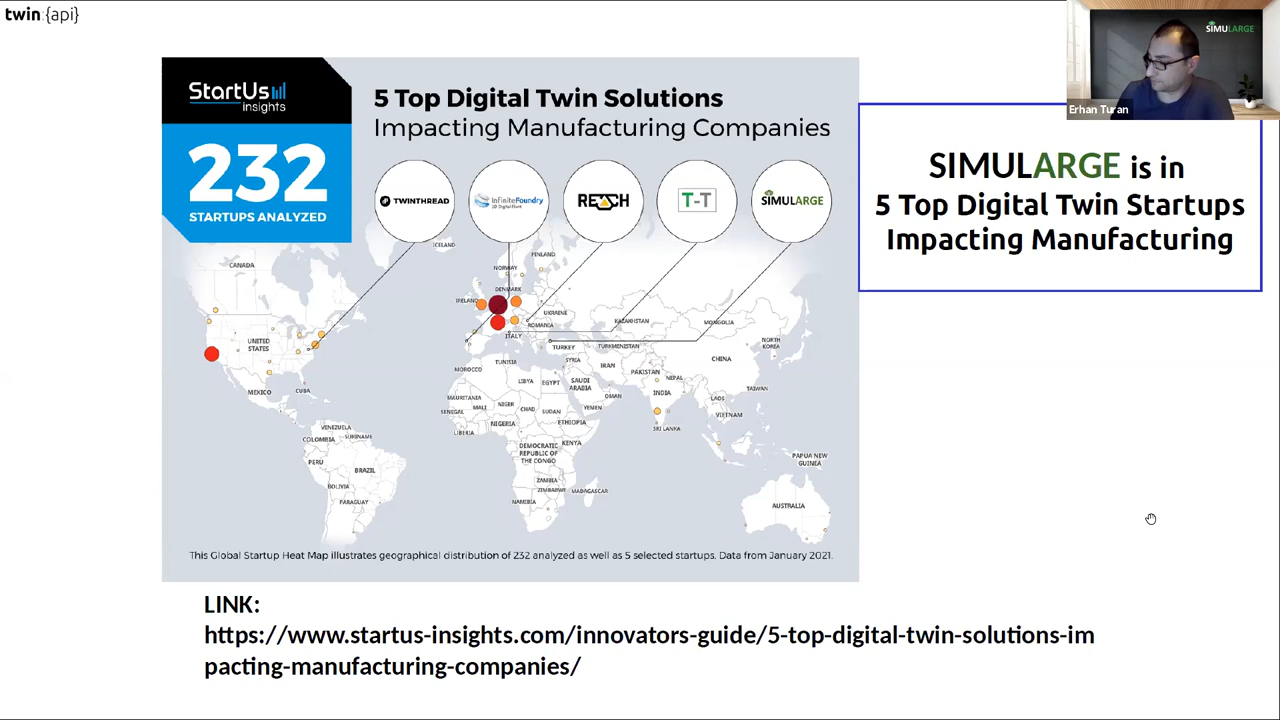 twin:{api}
SIMULARGE
Erhan Turan
StartUs
insights
232
STARTUPS ANALYZED
5 Top Digital Twin Solutions
Impacting Manufacturing Companies
TWINTHREAD
InfiniteFoundry
3D Digital Plant
REACH
T-T
SIMULARGE
SIMULARGE is in
5 Top Digital Twin Startups
Impacting Manufacturing
ICELAND
CANADA
FINLAND
NORWAY
DENMARK
IRELAND
UKRAINE
KAZAKHSTAN
MONGOLIA
ROMANIA
ITALY
UNITED
STATES
TURKEY
TURKMENISTAN
NORTH
KOREA
SYRIA
CHINA
TUNISIA
IRAN
MOROCCO
PAKISTAN
NEPAL
LIBYA
EGYPT
SAUDI
ARABIA
TAIWAN
MEXICO
CUBA
INDIA
OMAN
MAURITANIA
LAOS
NIGER
MALI
CHAD
SUDAN
YEMEN
SENEGAL
VIETNAM
NIGERIA
ETHIOPIA
VENEZUELA
SRI LANKA
LIBERIA
SURINAME
COLOMBIA
KENYA
DEMOCRATIC
REPUBLIC OF
THE CONGO
PAPUA NEW
GUINEA
PERU
BRAZIL
ZAMBIA
BOLIVIA
ZIMBABWE
MADAGASCAR
PARAGUAY
NAMIBIA
AUSTRALIA
This Global Startup Heat Map illustrates geographical distribution of 232 analyzed as well as 5 selected startups. Data from January 2021.
LINK:
https://www.startus-insights.com/innovators-guide/5-top-digital-twin-solutions-im
pacting-manufacturing-companies/